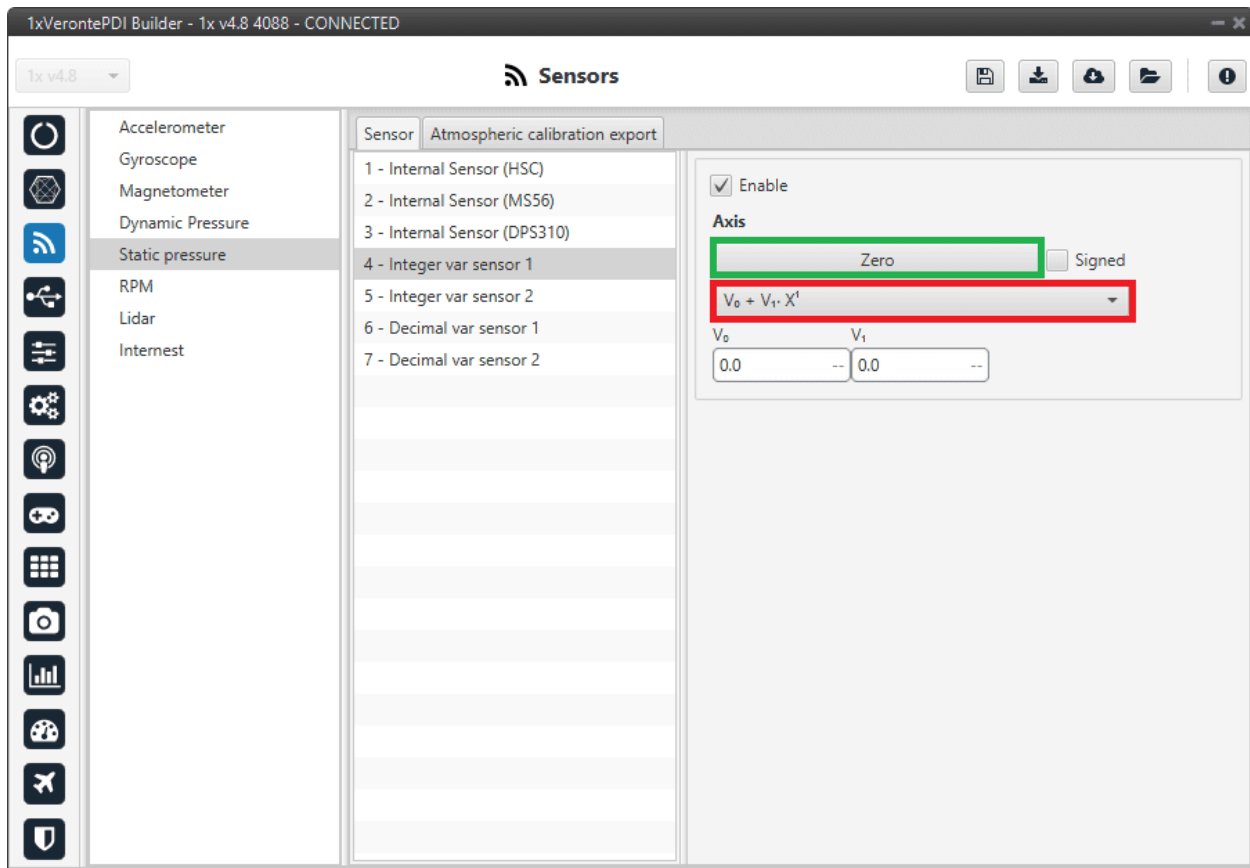 1xVerontePDI Builder - 1x v4.8 4088 - CONNECTED
1x v4.8
Sensors
Accelerometer
Gyroscope
Magnetometer
Dynamic Pressure
Static pressure
RPM
Lidar
Internest
Sensor
Atmospheric calibration export
1 - Internal Sensor (HSC)
2 - Internal Sensor (MS56)
3 - Internal Sensor (DPS310)
4 - Integer var sensor 1
5 - Integer var sensor 2
6 - Decimal var sensor 1
7 - Decimal var sensor 2
Enable
Axis
Zero
Signed
V₀ + V₁· X¹
V₀ V₁
0.0 -- 0.0 --